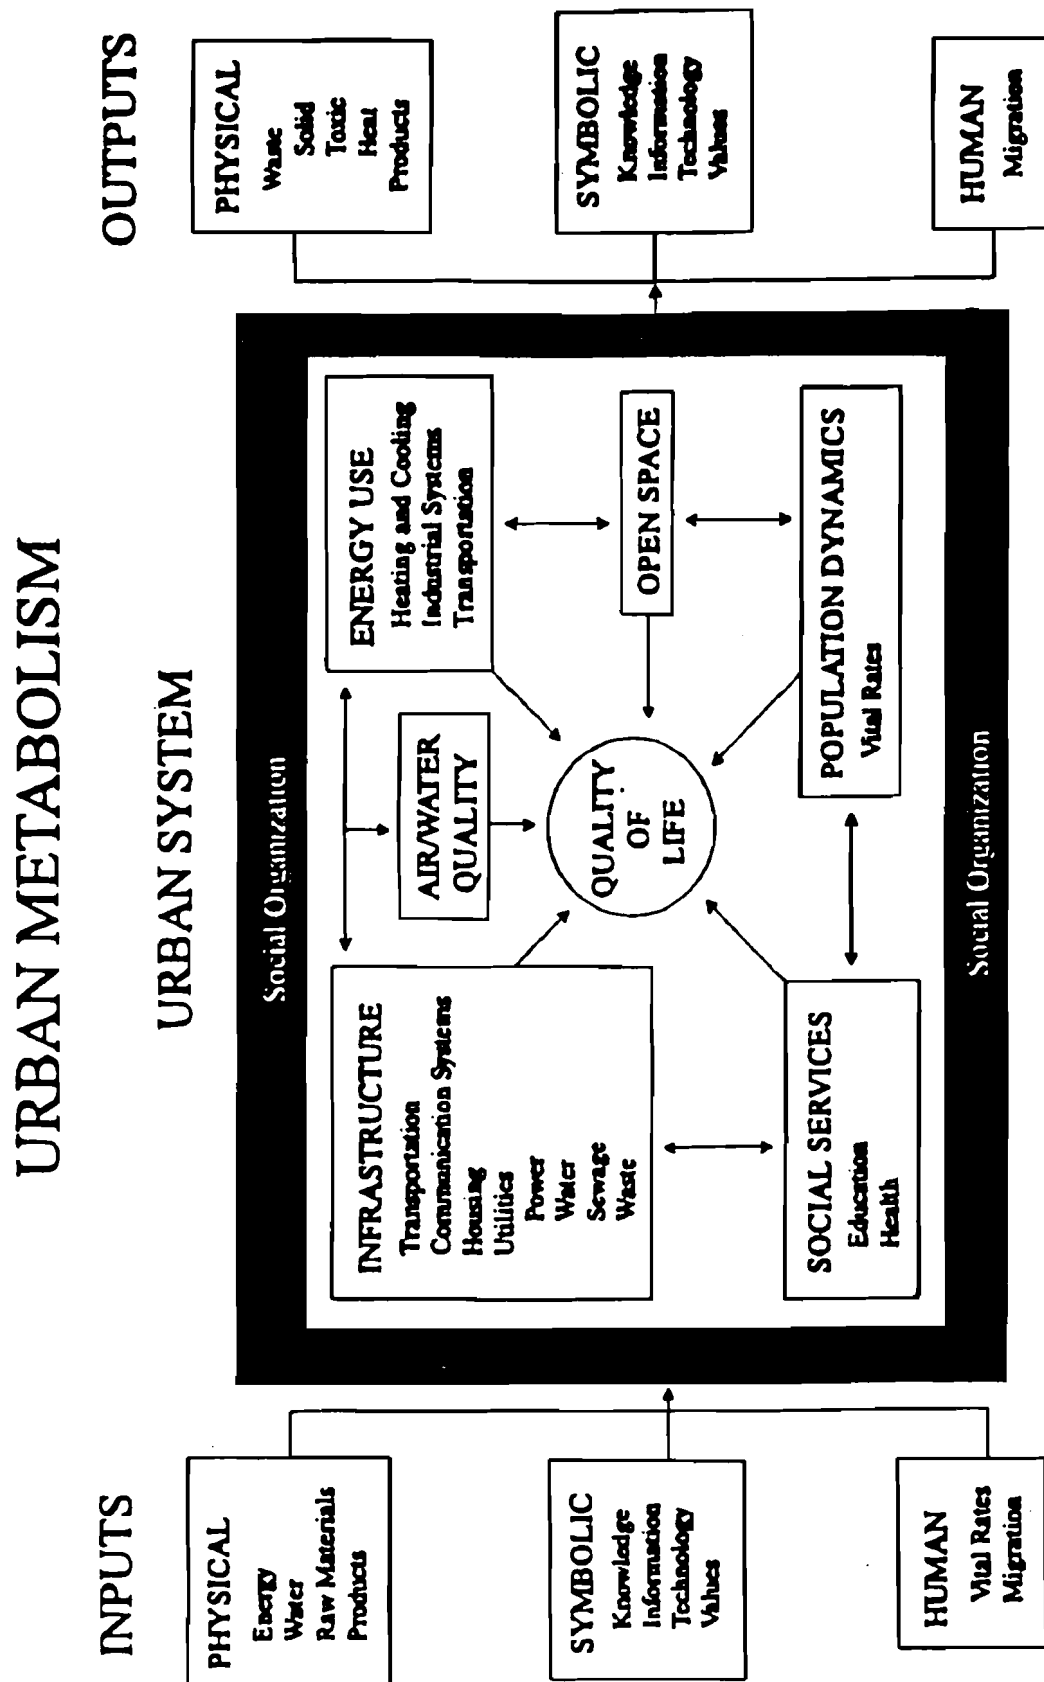 URBAN METABOLISM
INPUTS
URBAN SYSTEM
OUTPUTS
PHYSICAL
Energy
Water
Raw Materials
Products
SYMBOLIC
Knowledge
Information
Technology
Values
HUMAN
Vital Rates
Migration
Social Organization
INFRASTRUCTURE
Transportation
Communication Systems
Housing
Utilities
Power
Water
Sewage
Waste
AIR/WATER
QUALITY
ENERGY USE
Heating and Cooling
Industrial Systems
Transportation
QUALITY
OF
LIFE
OPEN SPACE
SOCIAL SERVICES
Education
Health
POPULATION DYNAMICS
Vital Rates
Social Organization
PHYSICAL
Waste
Solid
Toxic
Heat
Products
SYMBOLIC
Knowledge
Information
Technology
Values
HUMAN
Migration